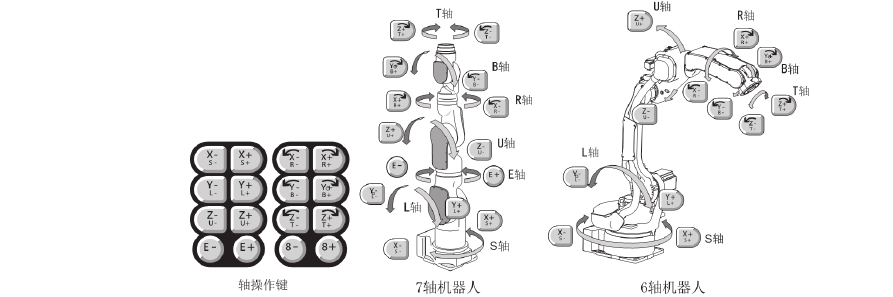 T轴
Z+ T+
Z- T-
Y+ B+
B轴
Y- B-
X+ R+
R轴
X- R-
Z+ U+
U轴
Z- U-
E-
E+
E轴
Y- L-
L轴
Y+ L+
X+ S+
X- S-
S轴
7轴机器人
U轴
Z+ U+
R轴
X+ R+
Y+ B+
B轴
X- R-
Y- B-
T轴
Z+ T+
Z- T-
Z- U-
L轴
Y- L-
Y+ L+
X- S-
X+ S+
S轴
6轴机器人
X- S-
X+ S+
X- R-
X+ R+
Y- L-
Y+ L+
Y- B-
Y+ B+
Z- U-
Z+ U+
Z- T-
Z+ T+
E-
E+
8-
8+
轴操作键